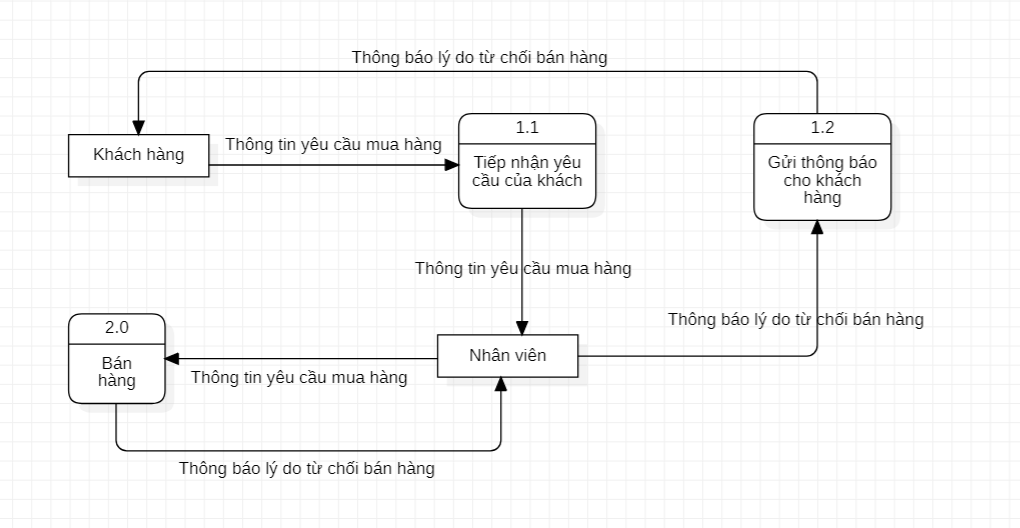 Thông báo lý do từ chối bán hàng
1.1
1.2
Thông tin yêu cầu mua hàng
Khách hàng
Tiếp nhận yêu
cầu của khách
Gửi thông báo
cho khách
hàng
Thông tin yêu cầu mua hàng
Thông báo lý do từ chối bán hàng
2.0
Bán
hàng
Nhân viên
Thông tin yêu cầu mua hàng
Thông báo lý do từ chối bán hàng